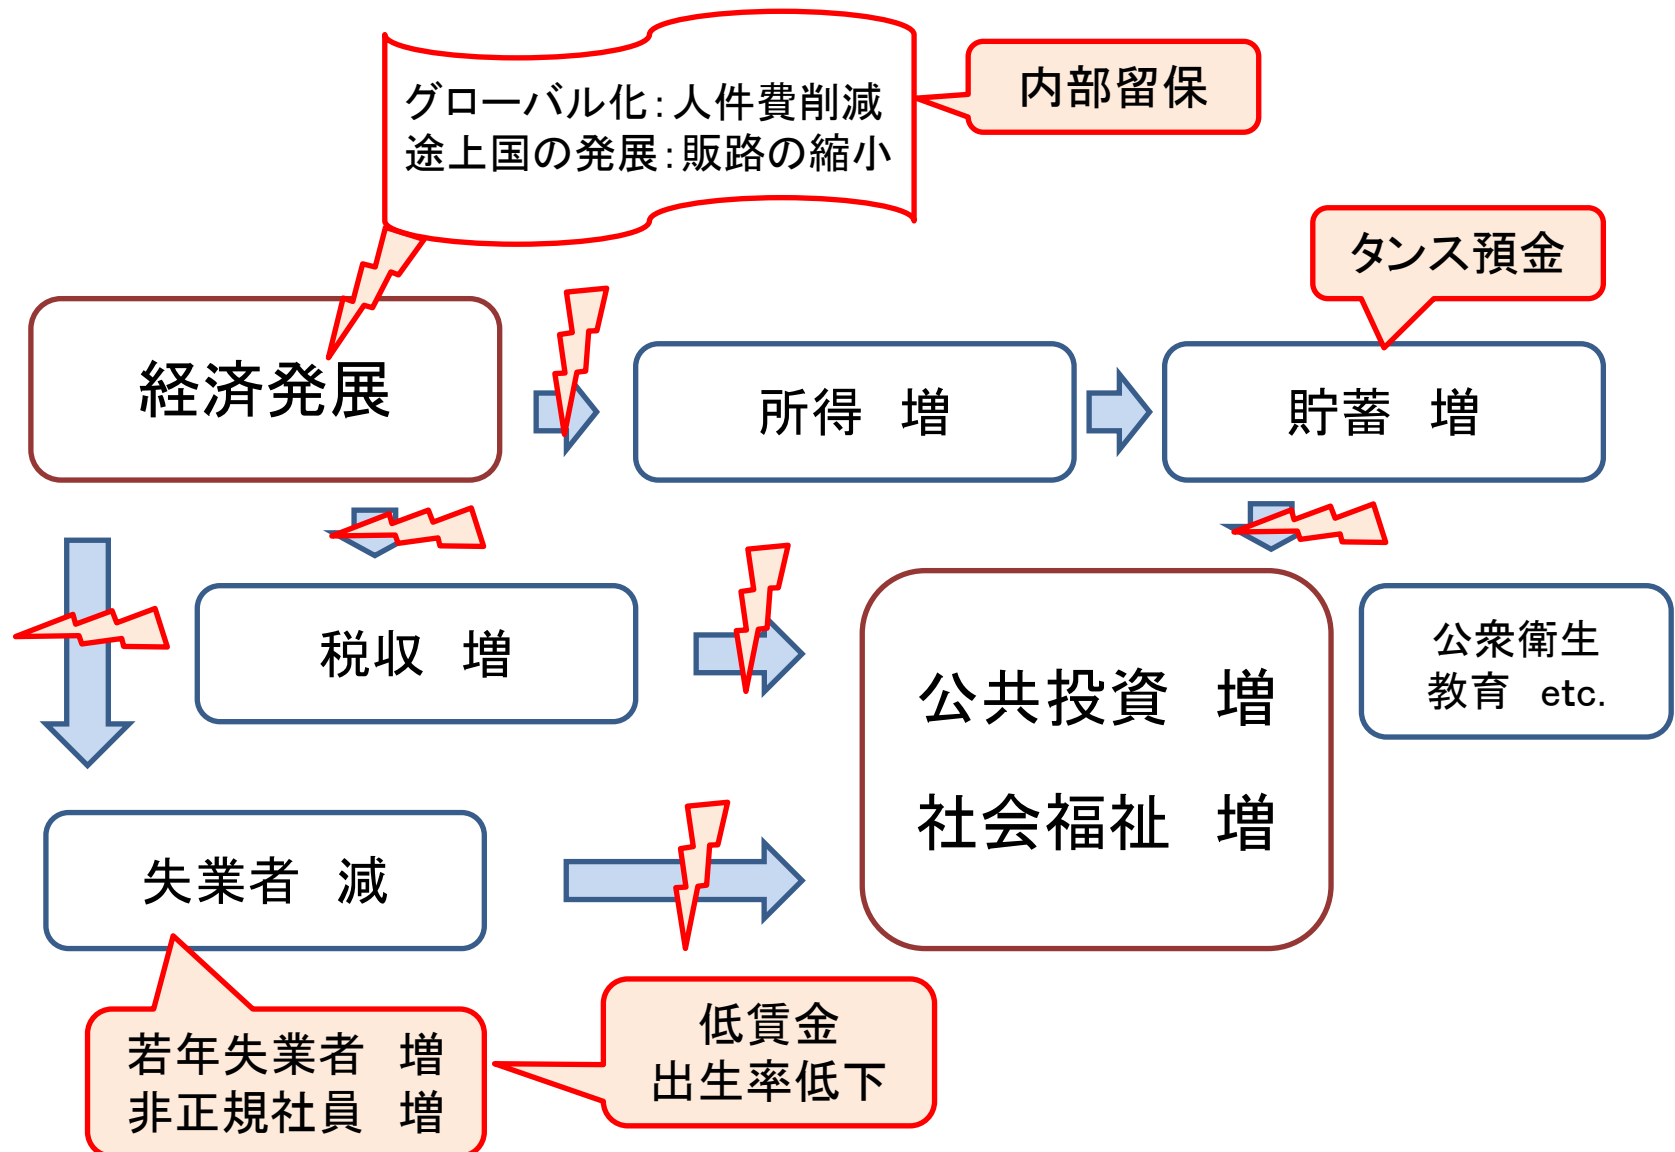 グローバル化：人件費削減
途上国の発展：販路の縮小
内部留保
タンス預金
経済発展
所得　増
貯蓄　増
税収　増
公共投資　増
社会福祉　増
公衆衛生
教育　etc.
失業者　減
若年失業者　増
非正規社員　増
低賃金
出生率低下